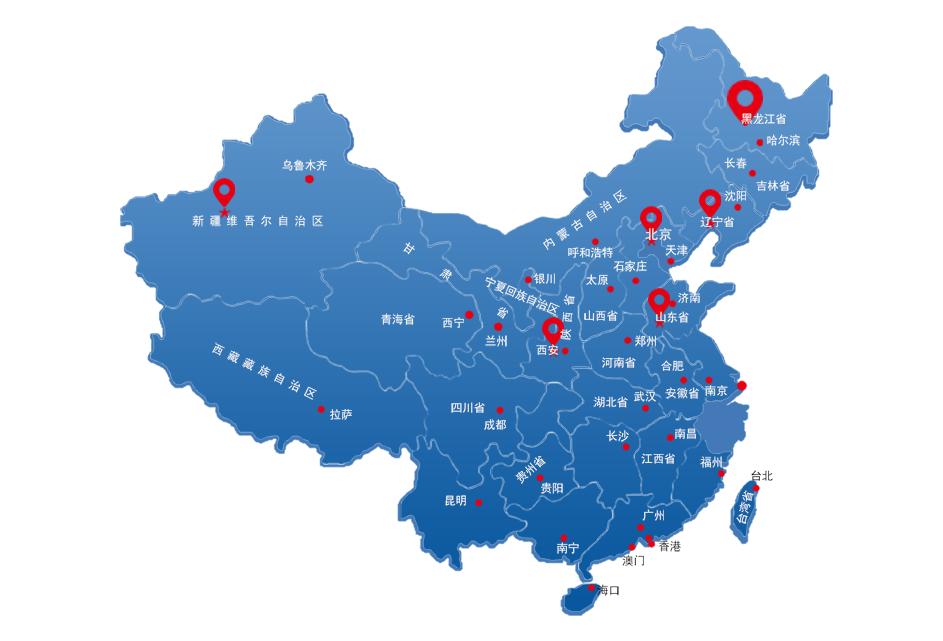 黑龙江省
哈尔滨
长春
乌鲁木齐
吉林省
沈阳
新疆维吾尔自治区
内蒙古自治区
辽宁省
北京
呼和浩特
天津
甘肃省
石家庄
银川
太原
宁夏回族自治区
济南
陕西省
山西省
山东省
青海省
西宁
兰州
西安
郑州
河南省
合肥
西藏藏族自治区
安徽省
南京
武汉
湖北省
四川省
拉萨
成都
长沙
南昌
江西省
福州
贵州省
台北
贵阳
昆明
台湾省
广州
南宁
香港
澳门
海口